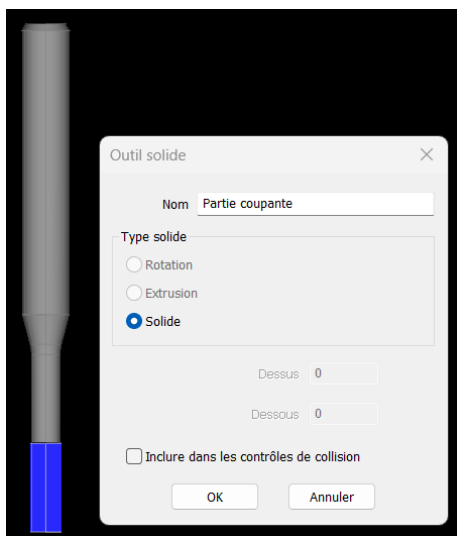 Outil solide
Nom Partie coupante
Type solide
Rotation
Extrusion
Solide
Dessus 0
Dessous 0
Inclure dans les contrôles de collision
OK Annuler